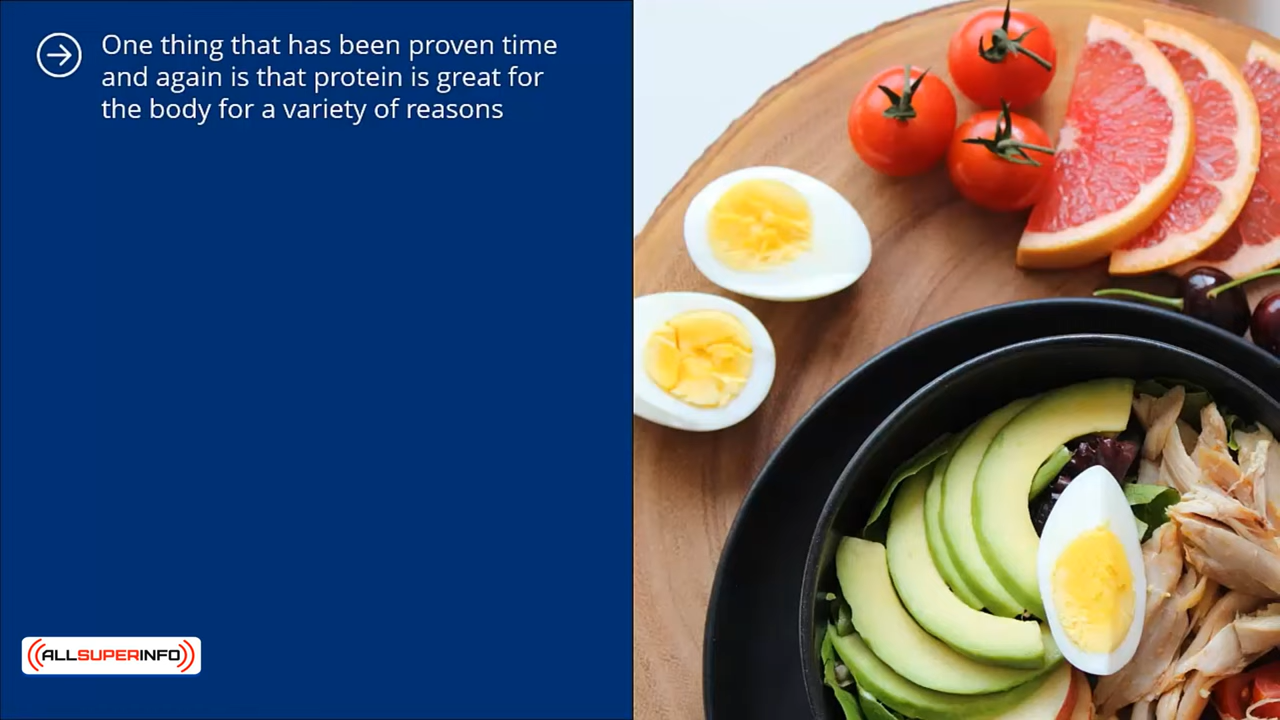 One thing that has been proven time
and again is that protein is great for
the body for a variety of reasons
ALLSUPERINFO